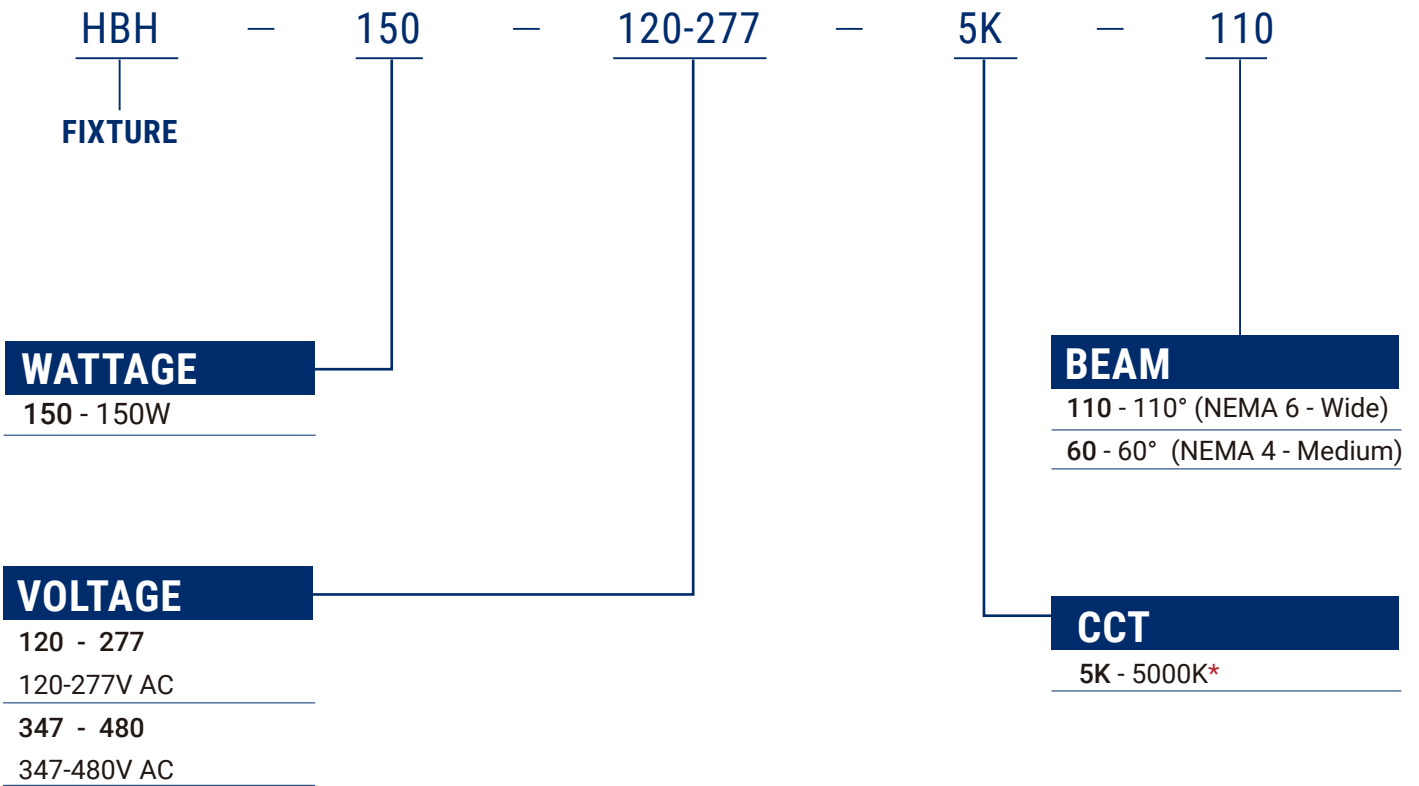 HBH — 150 — 120-277 — 5K — 110
FIXTURE
WATTAGE
150 - 150W
VOLTAGE
120 - 277
120-277V AC
347 - 480
347-480V AC
BEAM
110 - 110° (NEMA 6 - Wide)
60 - 60° (NEMA 4 - Medium)
CCT
5K - 5000K*